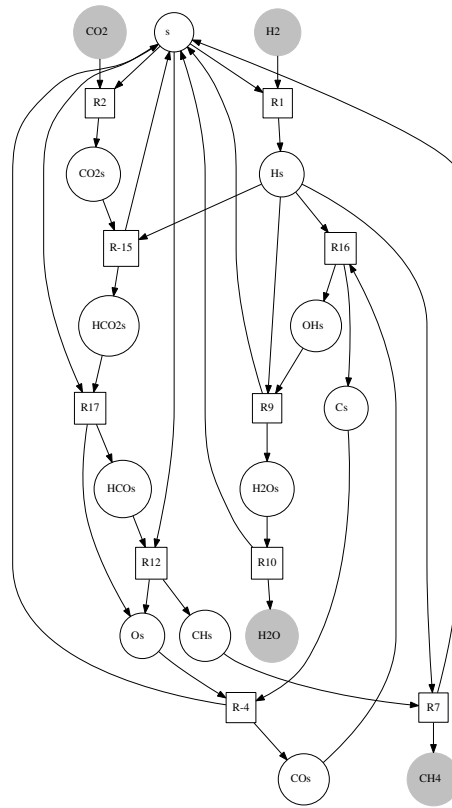 CO2
s
H2
R2
R1
CO2s
Hs
R-15
R16
HCO2s
OHs
R17
R9
Cs
HCOs
H2Os
R12
R10
Os
CHs
H2O
R-4
R7
COs
CH4